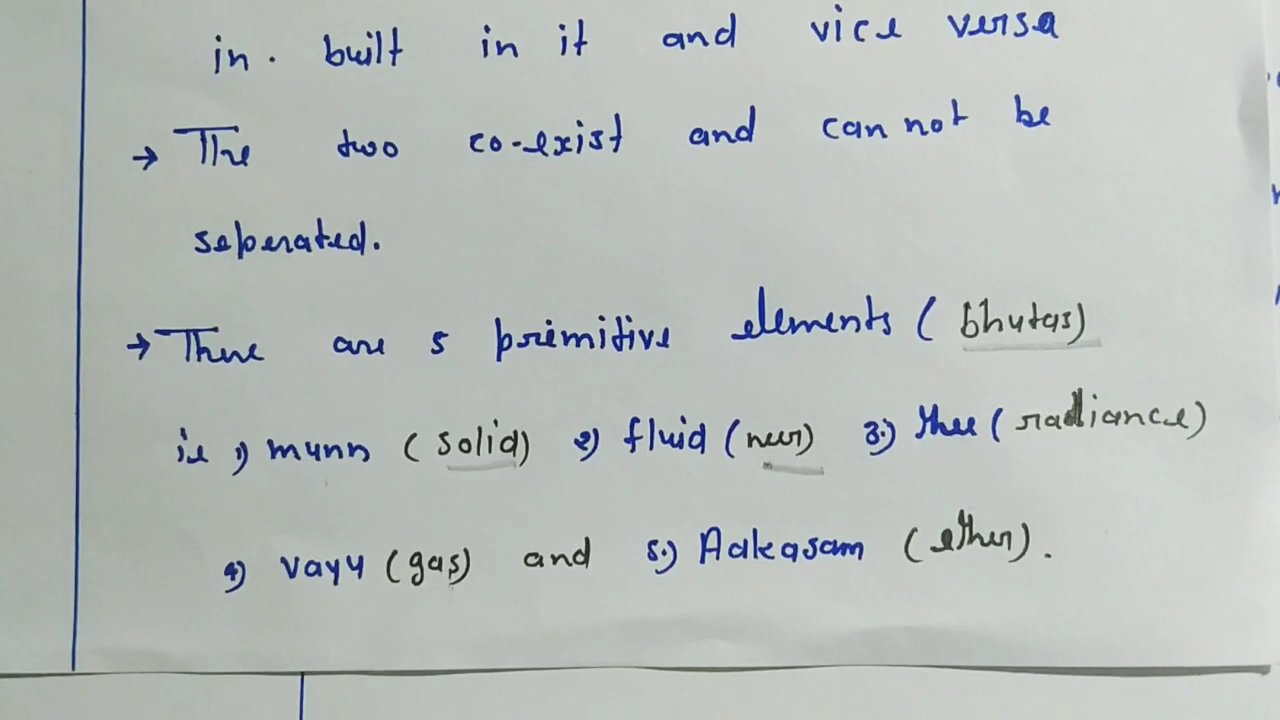 in. built in it and vice versa
→ The two co-exist and can not be
seperated.
→ There are 5 primitive elements (bhutas)
ie 1) munn (solid) 2) fluid (neer) 3.) thee (radiance)
4) vayu (gas) and 5.) Aakasam (ether).